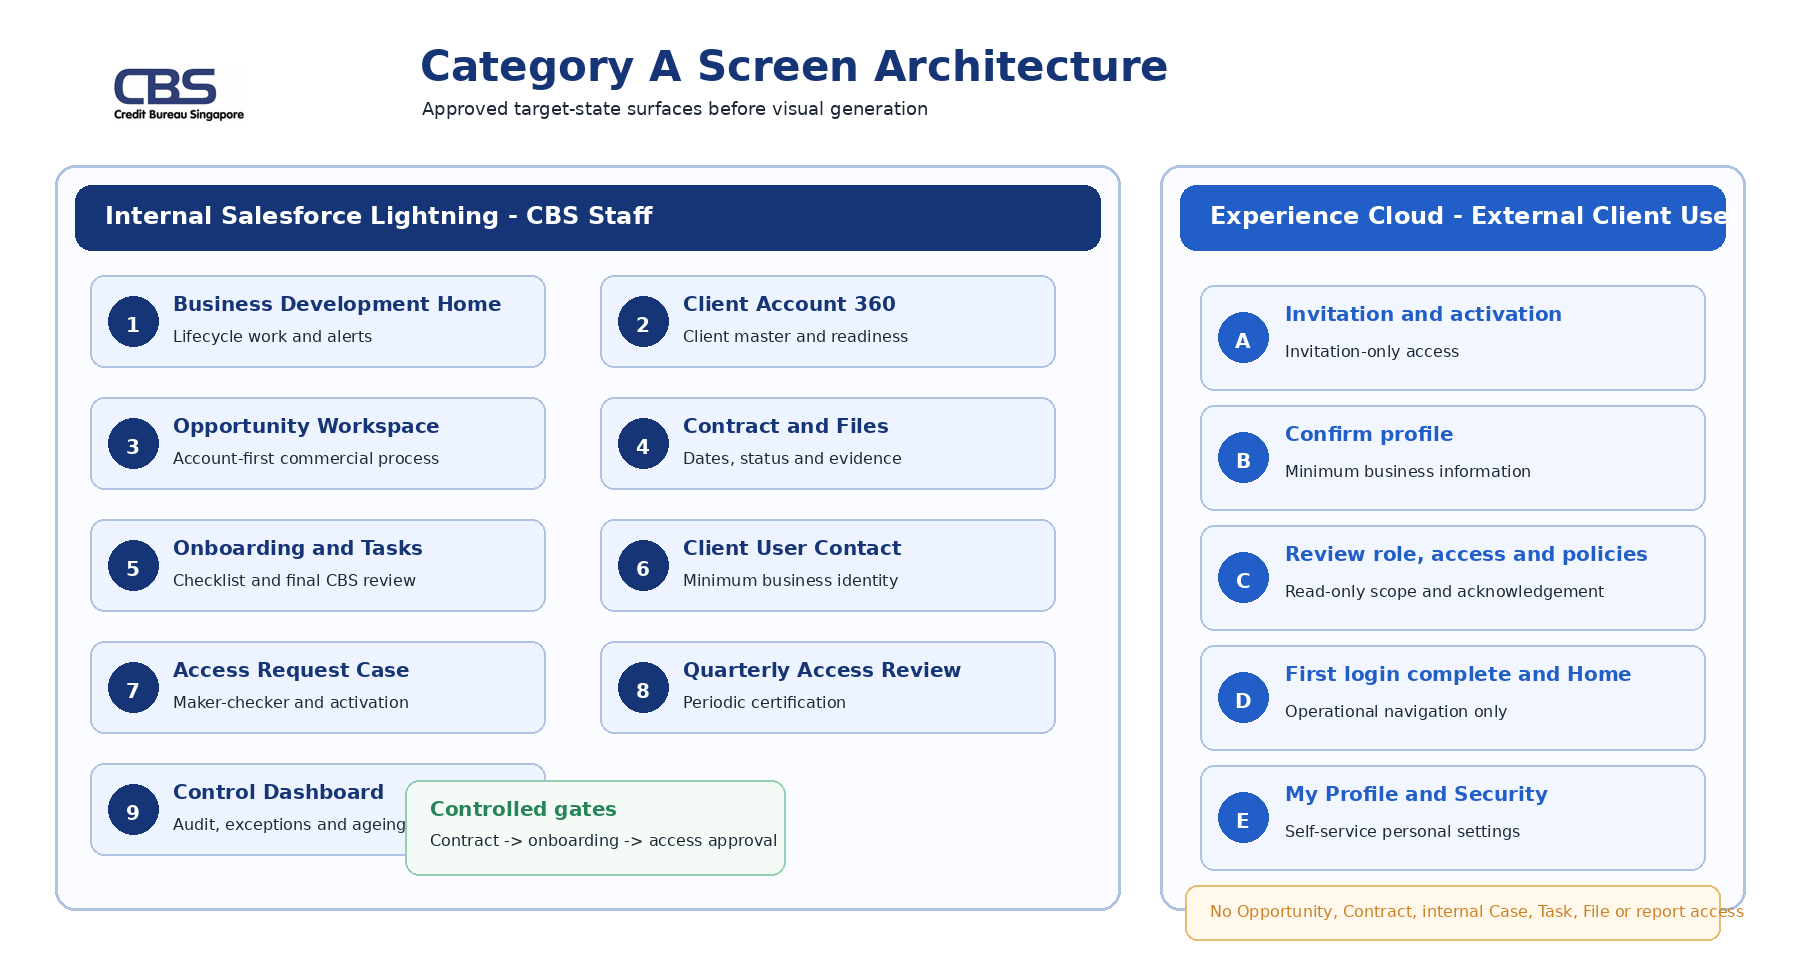 CBS
Credit Bureau Singapore
Category A Screen Architecture
Approved target-state surfaces before visual generation
Internal Salesforce Lightning - CBS Staff
1
Business Development Home
Lifecycle work and alerts
2
Client Account 360
Client master and readiness
3
Opportunity Workspace
Account-first commercial process
4
Contract and Files
Dates, status and evidence
5
Onboarding and Tasks
Checklist and final CBS review
6
Client User Contact
Minimum business identity
7
Access Request Case
Maker-checker and activation
8
Quarterly Access Review
Periodic certification
9
Control Dashboard
Audit, exceptions and ageing
Controlled gates
Contract -> onboarding -> access approval
Experience Cloud - External Client Use
A
Invitation and activation
Invitation-only access
B
Confirm profile
Minimum business information
C
Review role, access and policies
Read-only scope and acknowledgement
D
First login complete and Home
Operational navigation only
E
My Profile and Security
Self-service personal settings
No Opportunity, Contract, internal Case, Task, File or report access